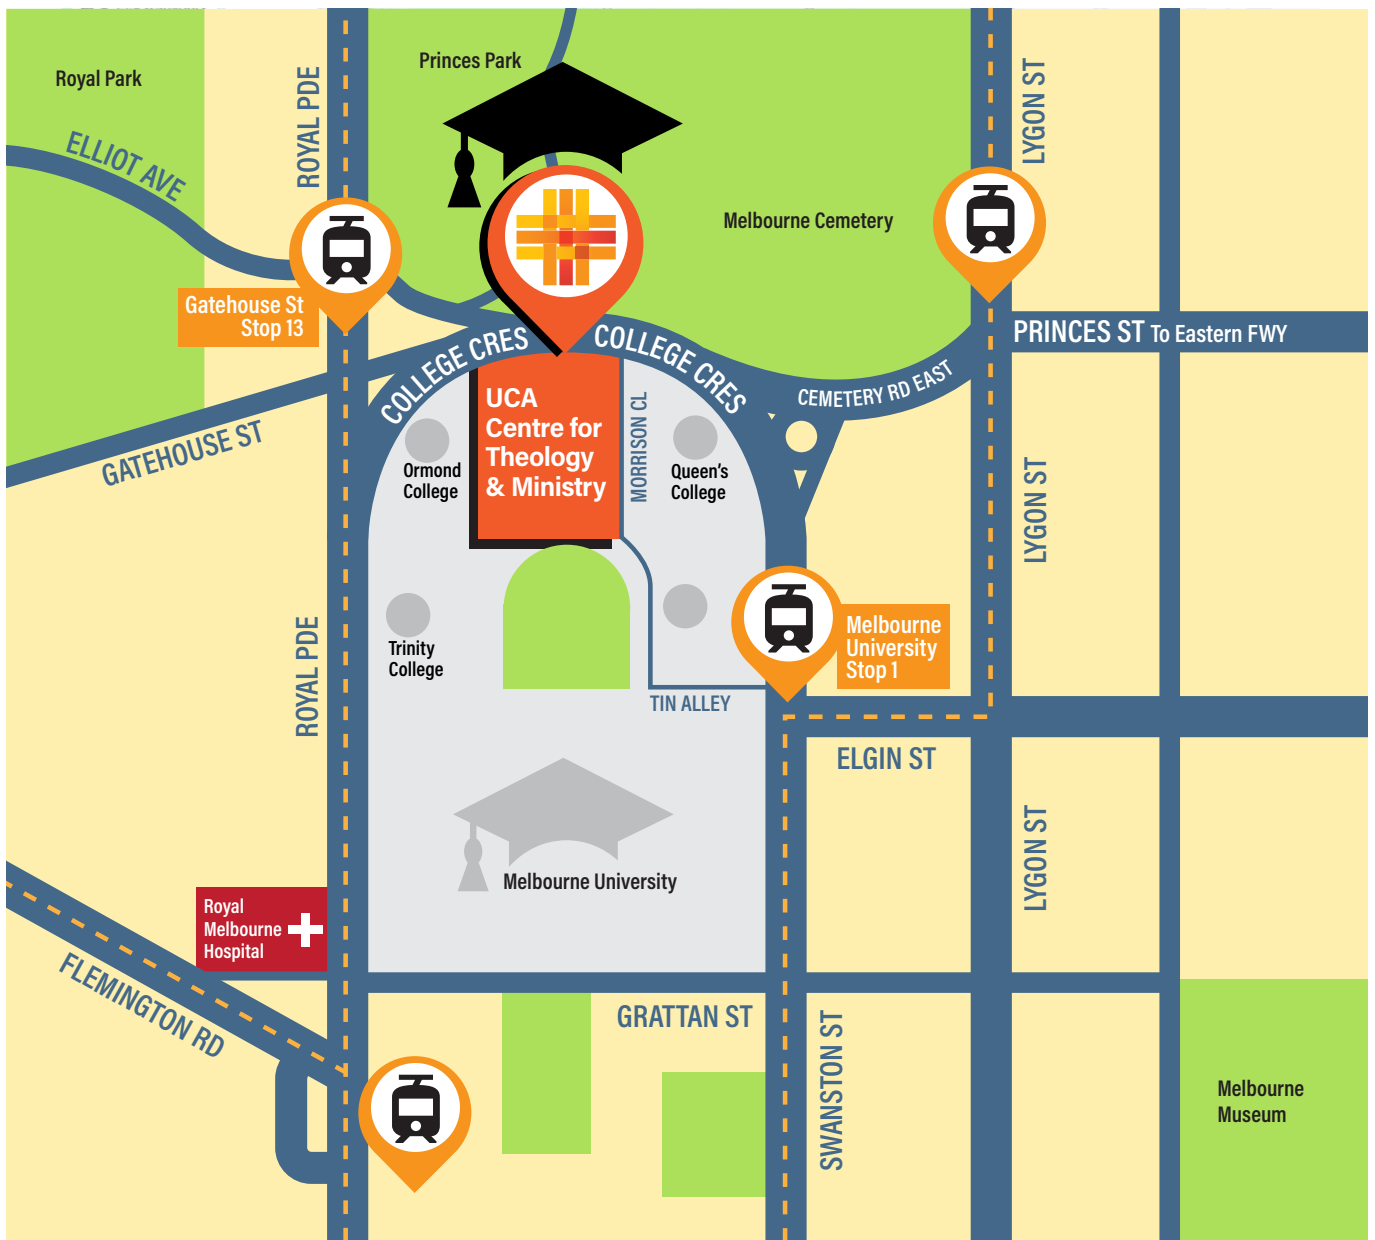 Royal Park
ELLIOT AVE
ROYAL PDE
Princes Park
Melbourne Cemetery
LYGON ST
Gatehouse St
Stop 13
GATEHOUSE ST
COLLEGE CRES
COLLEGE CRES
CEMETERY RD EAST
PRINCES ST To Eastern FWY
UCA
Centre for
Theology
& Ministry
MORRISON CL
Ormond
College
Queen's
College
LYGON ST
Trinity
College
ROYAL PDE
Melbourne
University
Stop 1
TIN ALLEY
ELGIN ST
Melbourne University
LYGON ST
Royal
Melbourne
Hospital
FLEMINGTON RD
GRATTAN ST
SWANSTON ST
Melbourne
Museum